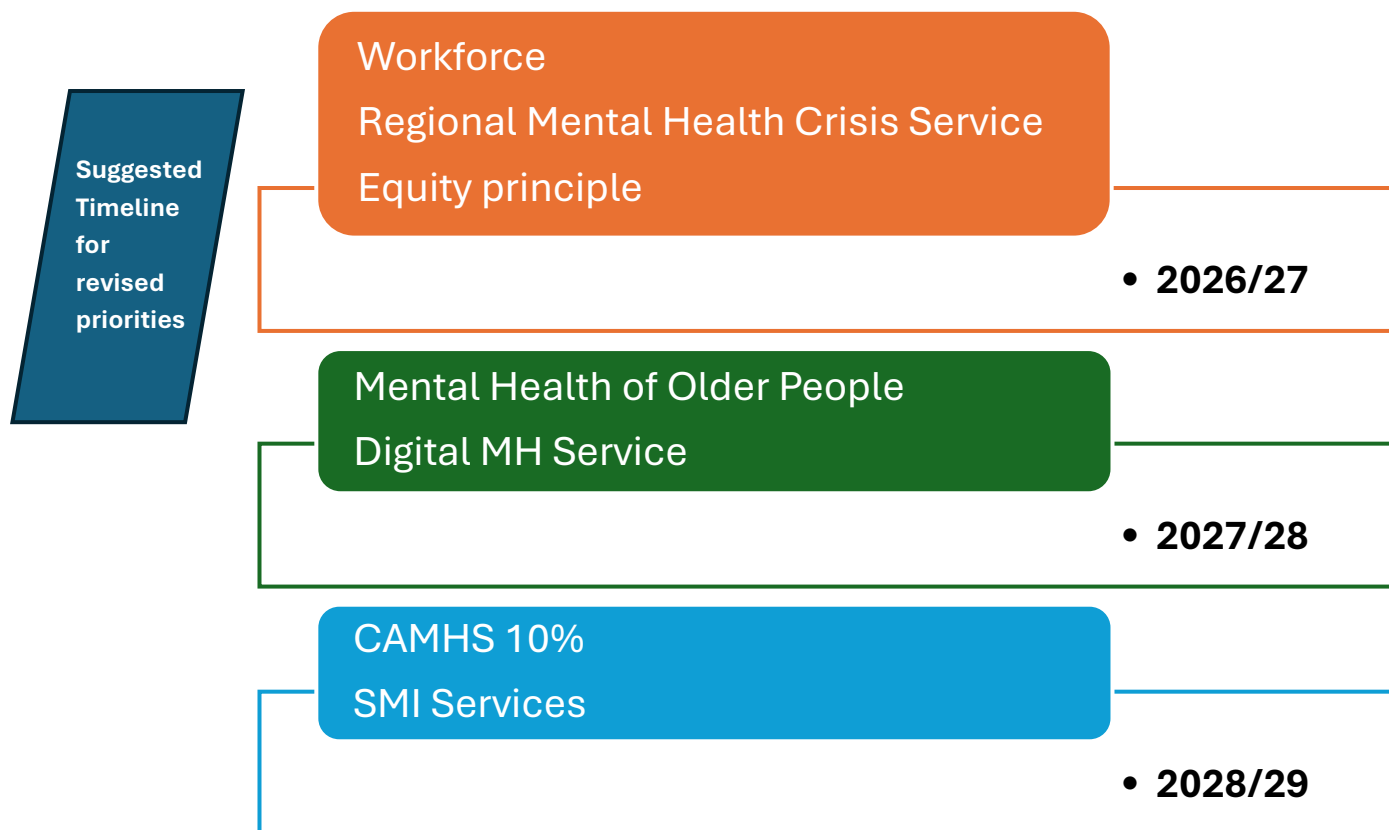 Suggested
Timeline
for
revised
priorities
Workforce
Regional Mental Health Crisis Service
Equity principle
• 2026/27
Mental Health of Older People
Digital MH Service
• 2027/28
CAMHS 10%
SMI Services
• 2028/29